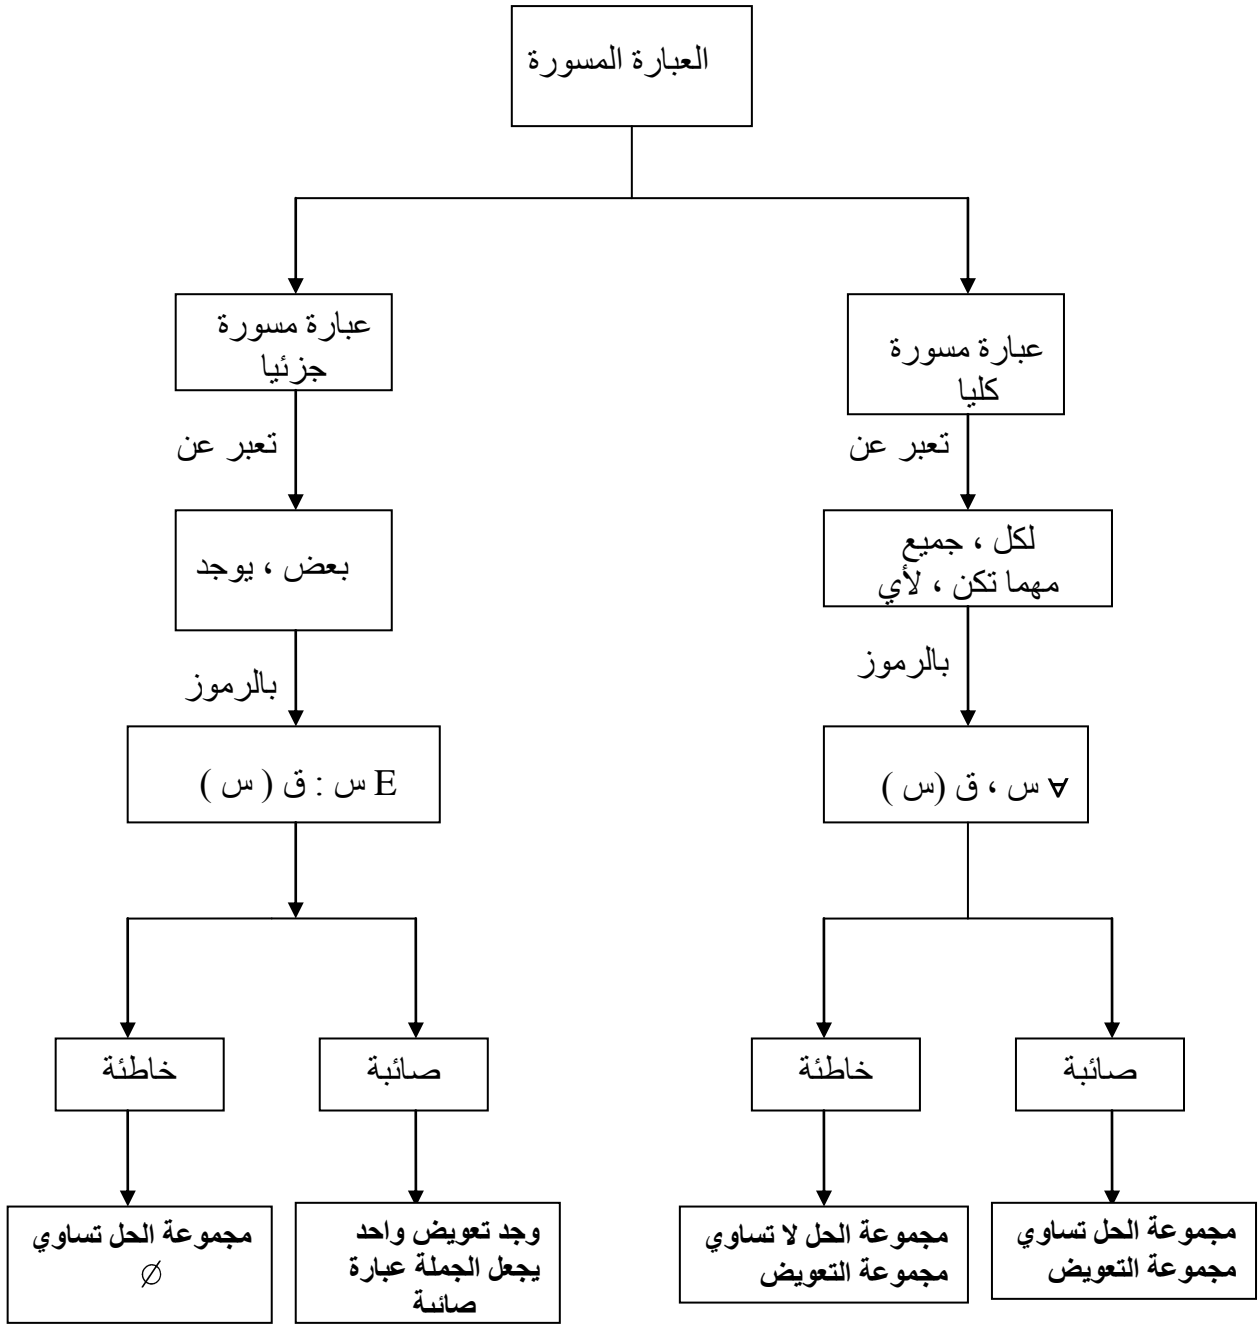 العبارة المسورة
عبارة مسورة
كليا
تعبر عن
لكل ، جميع
مهما تكن ، لأي
بالرموز
∀ س ، ق (س )
صائبة
مجموعة الحل تساوي
مجموعة التعويض
خاطئة
مجموعة الحل لا تساوي
مجموعة التعويض
عبارة مسورة
جزئيا
تعبر عن
بعض ، يوجد
بالرموز
E س : ق ( س )
صائبة
وجد تعويض واحد
يجعل الجملة عبارة
صائبة
خاطئة
مجموعة الحل تساوي
∅